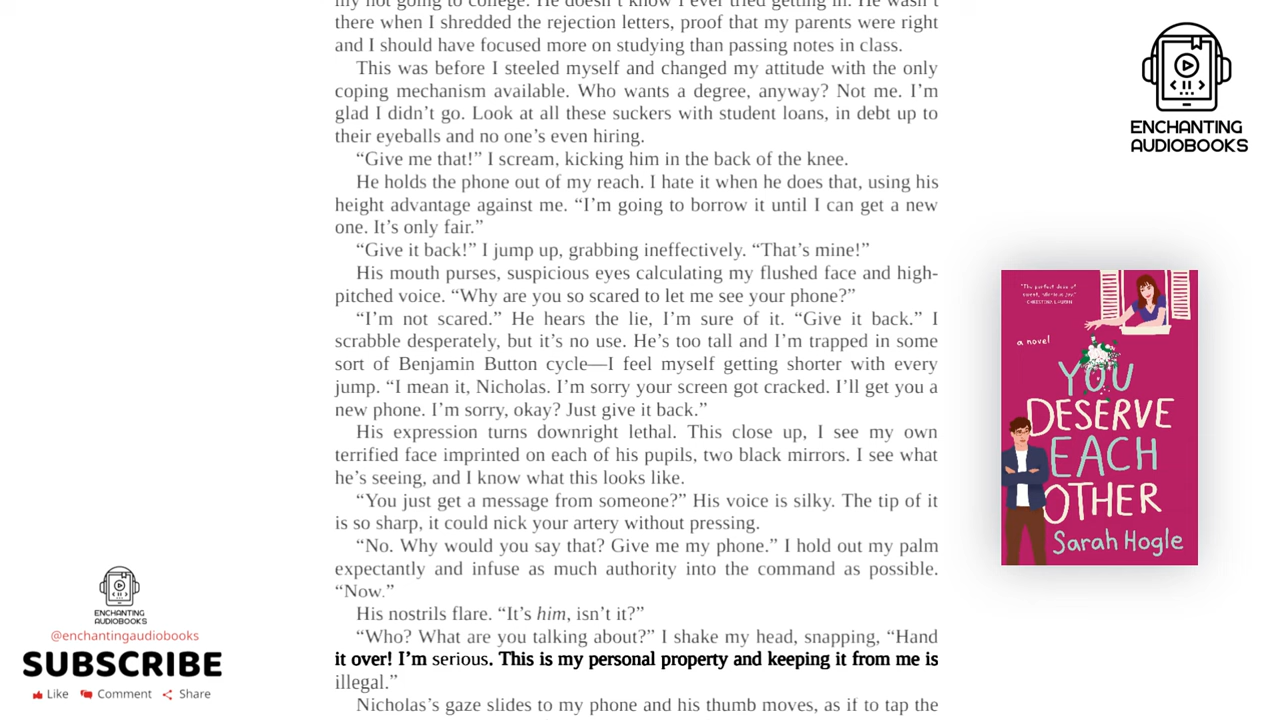 my not going to college. He doesn’t know I ever tried getting in. He wasn’t
there when I shredded the rejection letters, proof that my parents were right
and I should have focused more on studying than passing notes in class.
This was before I steeled myself and changed my attitude with the only
coping mechanism available. Who wants a degree, anyway? Not me. I’m
glad I didn’t go. Look at all these suckers with student loans, in debt up to
their eyeballs and no one’s even hiring.
“Give me that!” I scream, kicking him in the back of the knee.
He holds the phone out of my reach. I hate it when he does that, using his
height advantage against me. “I’m going to borrow it until I can get a new
one. It’s only fair.”
“Give it back!” I jump up, grabbing ineffectively. “That’s mine!”
His mouth purses, suspicious eyes calculating my flushed face and high-
pitched voice. “Why are you so scared to let me see your phone?”
“I’m not scared.” He hears the lie, I’m sure of it. “Give it back.” I
scrabble desperately, but it’s no use. He’s too tall and I’m trapped in some
sort of Benjamin Button cycle—I feel myself getting shorter with every
jump. “I mean it, Nicholas. I’m sorry your screen got cracked. I’ll get you a
new phone. I’m sorry, okay? Just give it back.”
His expression turns downright lethal. This close up, I see my own
terrified face imprinted on each of his pupils, two black mirrors. I see what
he’s seeing, and I know what this looks like.
“You just get a message from someone?” His voice is silky. The tip of it
is so sharp, it could nick your artery without pressing.
“No. Why would you say that? Give me my phone.” I hold out my palm
expectantly and infuse as much authority into the command as possible.
“Now.”
His nostrils flare. “It’s him, isn’t it?”
“Who? What are you talking about?” I shake my head, snapping, “Hand
it over! I’m serious. This is my personal property and keeping it from me is
illegal.”
Nicholas’s gaze slides to my phone and his thumb moves, as if to tap the
ENCHANTING
AUDIOBOOKS
CHRISTINA LAUREN
a novel
YOU
DESERVE
EACH
OTHER
Sarah Hogle
ENCHANTING
AUDIOBOOKS
@enchantingaudiobooks
SUBSCRIBE
Like Comment Share